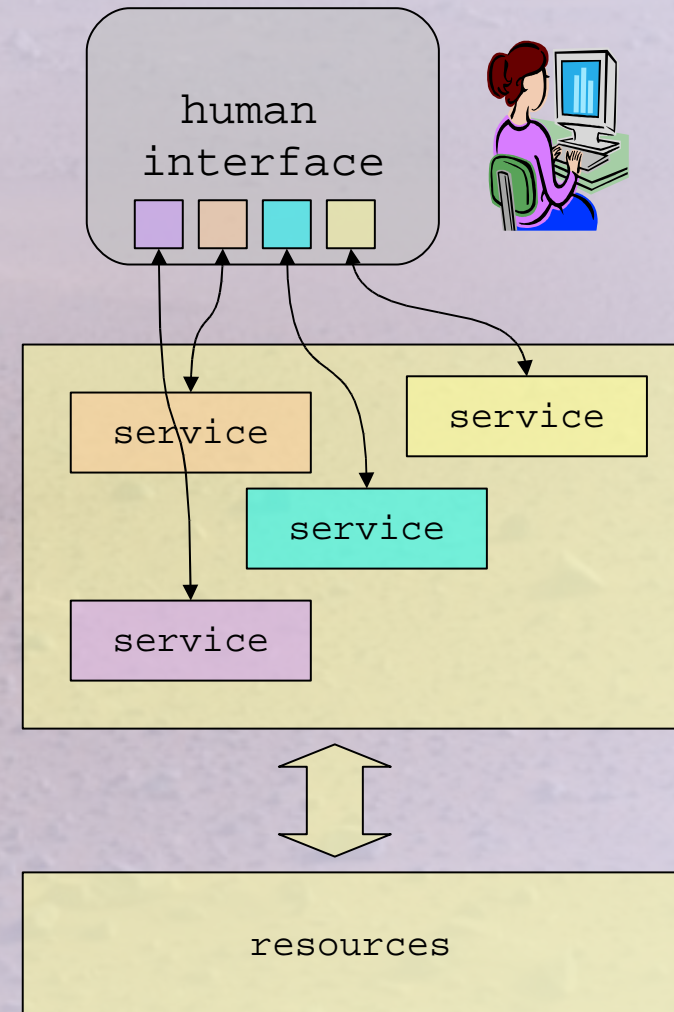 human
interface
service
service
service
service
resources